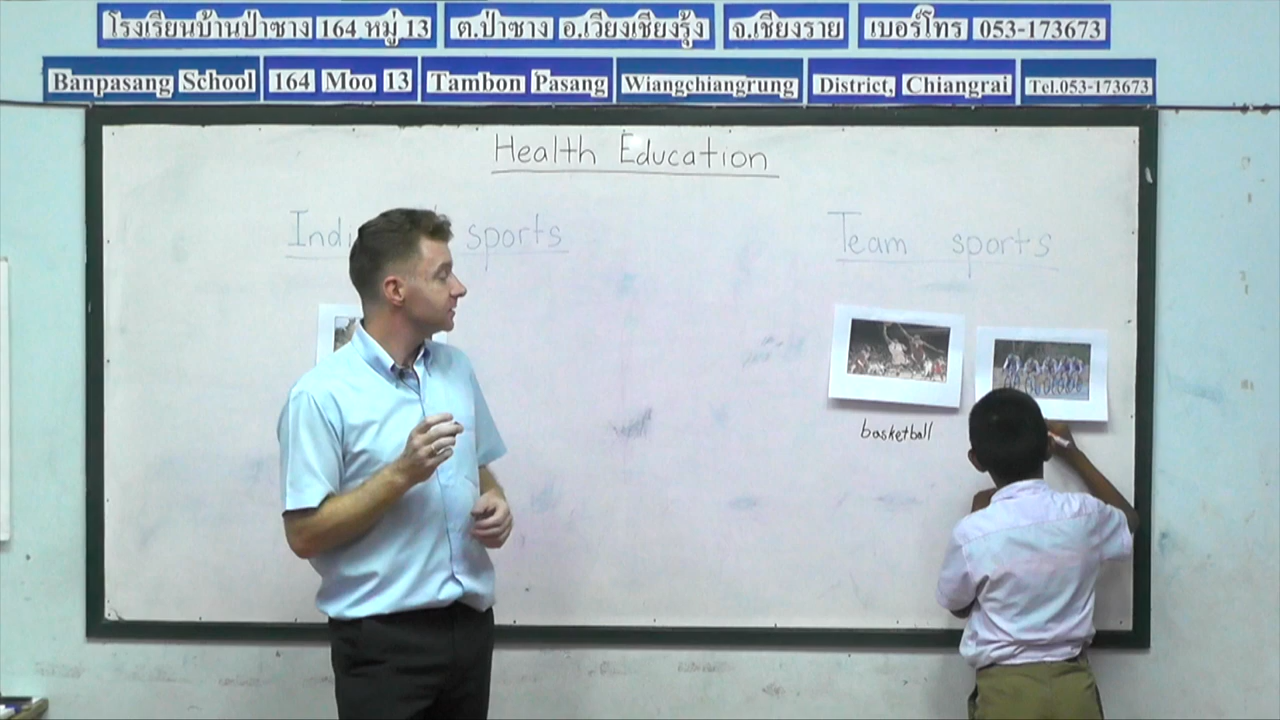 โรงเรียนบ้านป่าซาง 164 หมู่ 13 ต.ป่าซาง อ.เวียงเชียงรุ้ง จ.เชียงราย เบอร์โทร 053-173673
Banpasang School 164 Moo 13 Tambon Pasang Wiangchiangrung District, Chiangrai Tel.053-173673
Health Education
sports
Team sports
basketball